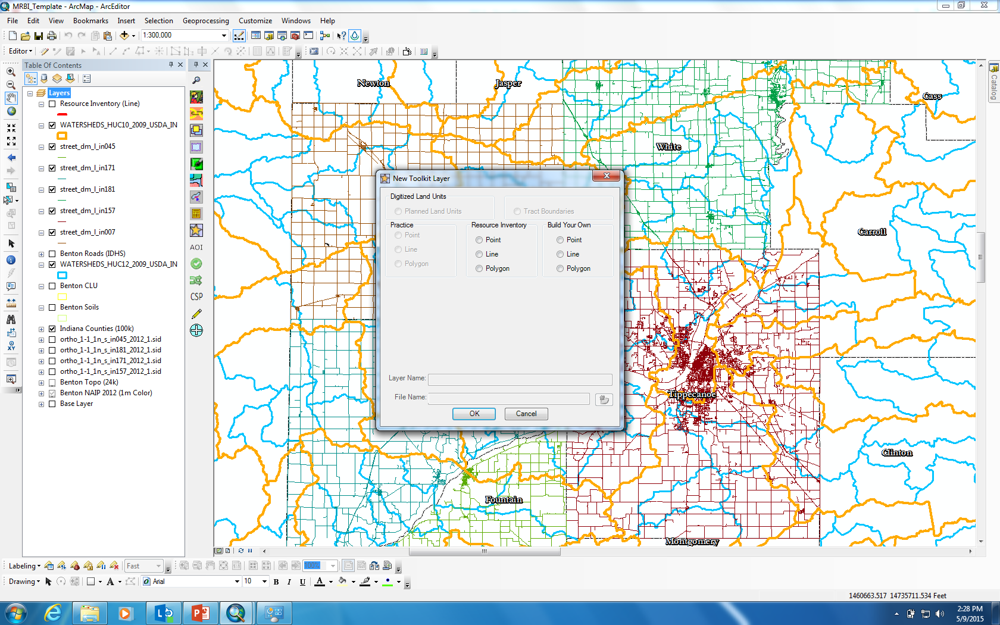 MRBI_Template - ArcMap - ArcEditor
File Edit View Bookmarks Insert Selection Geoprocessing Customize Windows Help
1:300,000
Editor
Table Of Contents
Layers
Resource Inventory (Line)
WATERSHEDS_HUC10_2009_USDA_IN
street_dm_l_in045
street_dm_l_in171
street_dm_l_in181
street_dm_l_in157
street_dm_l_in007
Benton Roads (IDHS)
WATERSHEDS_HUC12_2009_USDA_IN
Benton CLU
Benton Soils
Indiana Counties (100k)
ortho_1-1_1n_s_in045_2012_1.sid
ortho_1-1_1n_s_in181_2012_1.sid
ortho_1-1_1n_s_in171_2012_1.sid
ortho_1-1_1n_s_in157_2012_1.sid
Benton Topo (24k)
Benton NAIP 2012 (1m Color)
Base Layer
XY
AOI
CSP
Newton
Jasper
Cass
White
Carroll
Tippecanoe
Clinton
Fountain
Montgomery
Catalog
New Toolkit Layer
Digitized Land Units
Planned Land Units
Tract Boundaries
Practice
Point
Line
Polygon
Resource Inventory
Point
Line
Polygon
Build Your Own
Point
Line
Polygon
Layer Name:
File Name:
OK Cancel
Labeling Fast 100%
Drawing A Arial 10 B I U A
1460663.517 14735711.534 Feet
2:28 PM
5/9/2015